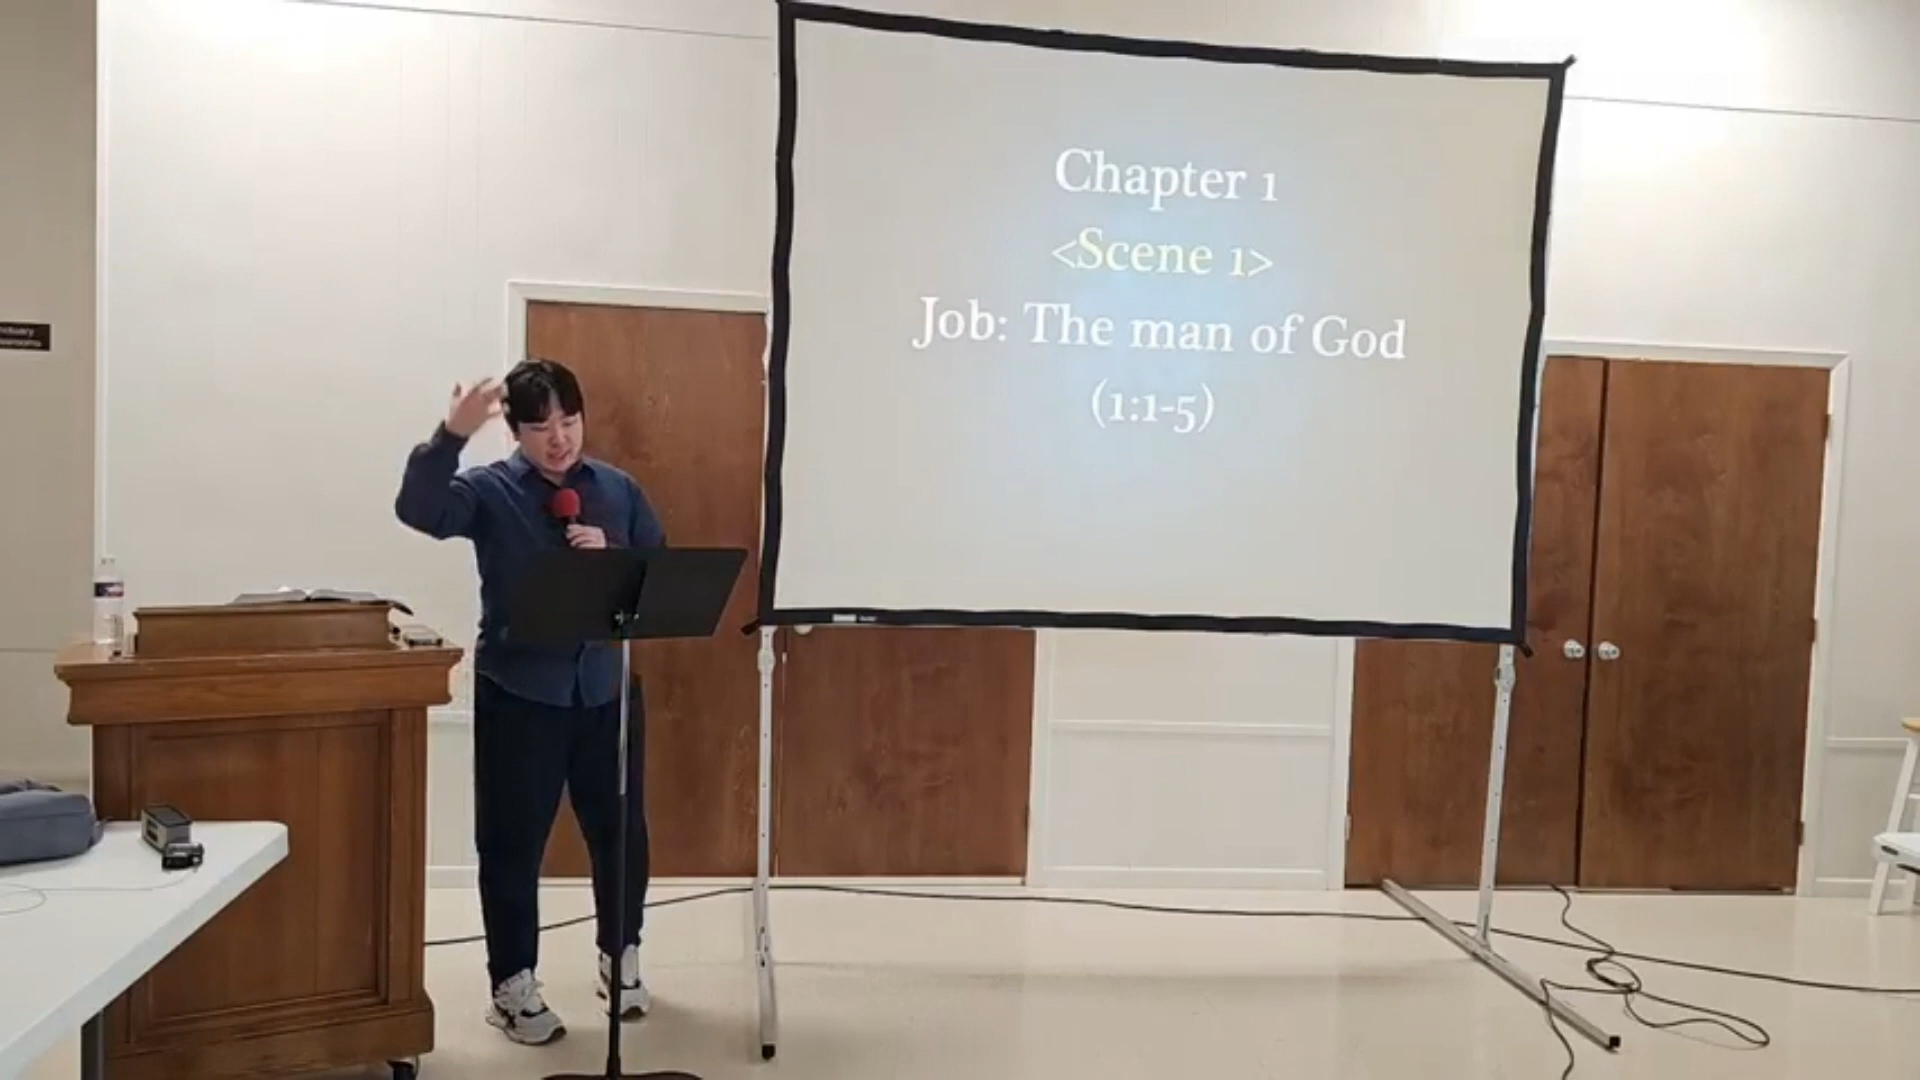 Chapter 1
<Scene 1>
Job: The man of God
(1:1-5)